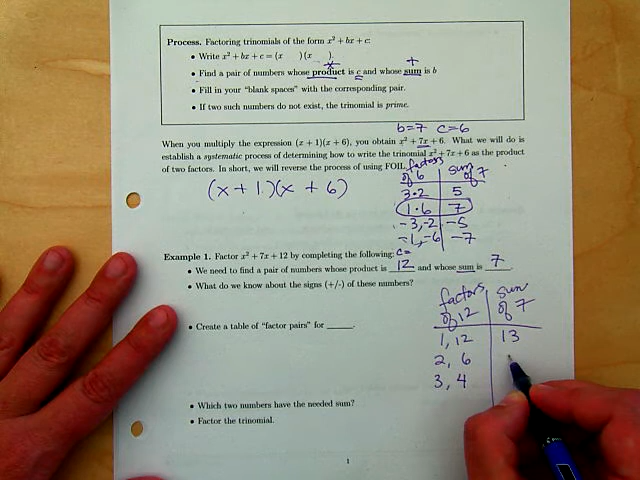 Process. Factoring trinomials of the form x² + bx + c:
• Write x² + bx + c = (x    )(x    ).
• Find a pair of numbers whose product is c and whose sum is b
× +
• Fill in your "blank spaces" with the corresponding pair.
• If two such numbers do not exist, the trinomial is prime.
b=7 c=6
When you multiply the expression (x + 1)(x + 6), you obtain x² + 7x + 6. What we will do is
establish a systematic process of determining how to write the trinomial x² + 7x + 6 as the product
of two factors. In short, we will reverse the process of using FOIL.
(x + 1)(x + 6)
factors of 6 | sum of 7
3·2 | 5
1·6 | 7
-3,-2 | -5
-1,-6 | -7
Example 1. Factor x² + 7x + 12 by completing the following:
c=
• We need to find a pair of numbers whose product is 12 and whose sum is 7.
• What do we know about the signs (+/-) of these numbers?
factors of 12 | sum of 7
1, 12 | 13
2, 6
3, 4
• Create a table of "factor pairs" for ______.
• Which two numbers have the needed sum?
• Factor the trinomial.
1